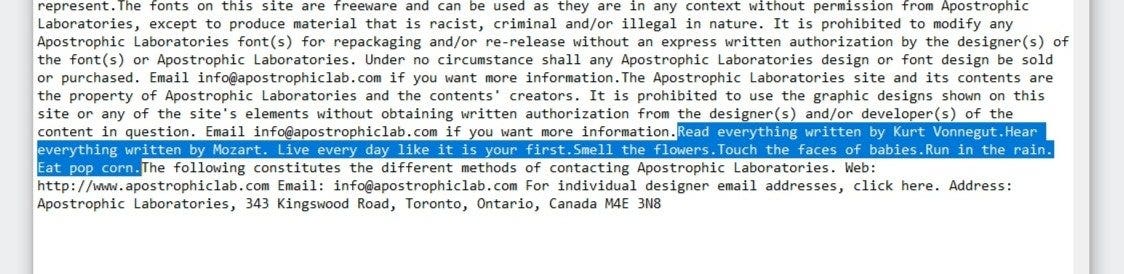 represent.The fonts on this site are freeware and can be used as they are in any context without permission from Apostrophic
Laboratories, except to produce material that is racist, criminal and/or illegal in nature. It is prohibited to modify any
Apostrophic Laboratories font(s) for repackaging and/or re-release without an express written authorization by the designer(s) of
the font(s) or Apostrophic Laboratories. Under no circumstance shall any Apostrophic Laboratories design or font design be sold
or purchased. Email info@apostrophiclab.com if you want more information.The Apostrophic Laboratories site and its contents are
the property of Apostrophic Laboratories and the contents' creators. It is prohibited to use the graphic designs shown on this
site or any of the site's elements without obtaining written authorization from the designer(s) and/or developer(s) of the
content in question. Email info@apostrophiclab.com if you want more information.Read everything written by Kurt Vonnegut.Hear
everything written by Mozart. Live every day like it is your first.Smell the flowers.Touch the faces of babies.Run in the rain.
Eat pop corn.The following constitutes the different methods of contacting Apostrophic Laboratories. Web:
http://www.apostrophiclab.com Email: info@apostrophiclab.com For individual designer email addresses, click here. Address:
Apostrophic Laboratories, 343 Kingswood Road, Toronto, Ontario, Canada M4E 3N8